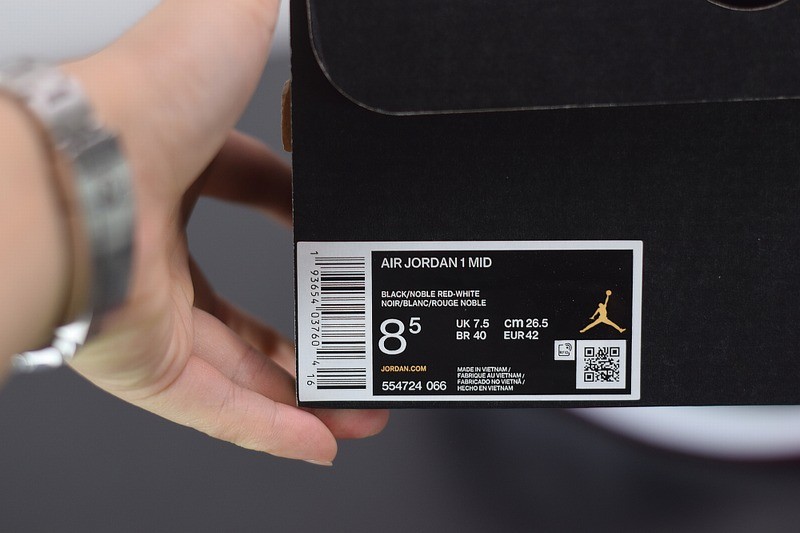 AIR JORDAN 1 MID
BLACK/NOBLE RED-WHITE
NOIR/BLANC/ROUGE NOBLE
8⁵
UK 7.5 cm 26.5
BR 40 EUR 42
JORDAN.COM
554724 066
MADE IN VIETNAM /
FABRIQUE AU VIETNAM /
FABRICADO NO VIETNÃ /
HECHO EN VIETNAM
1 93654 03760 4 16